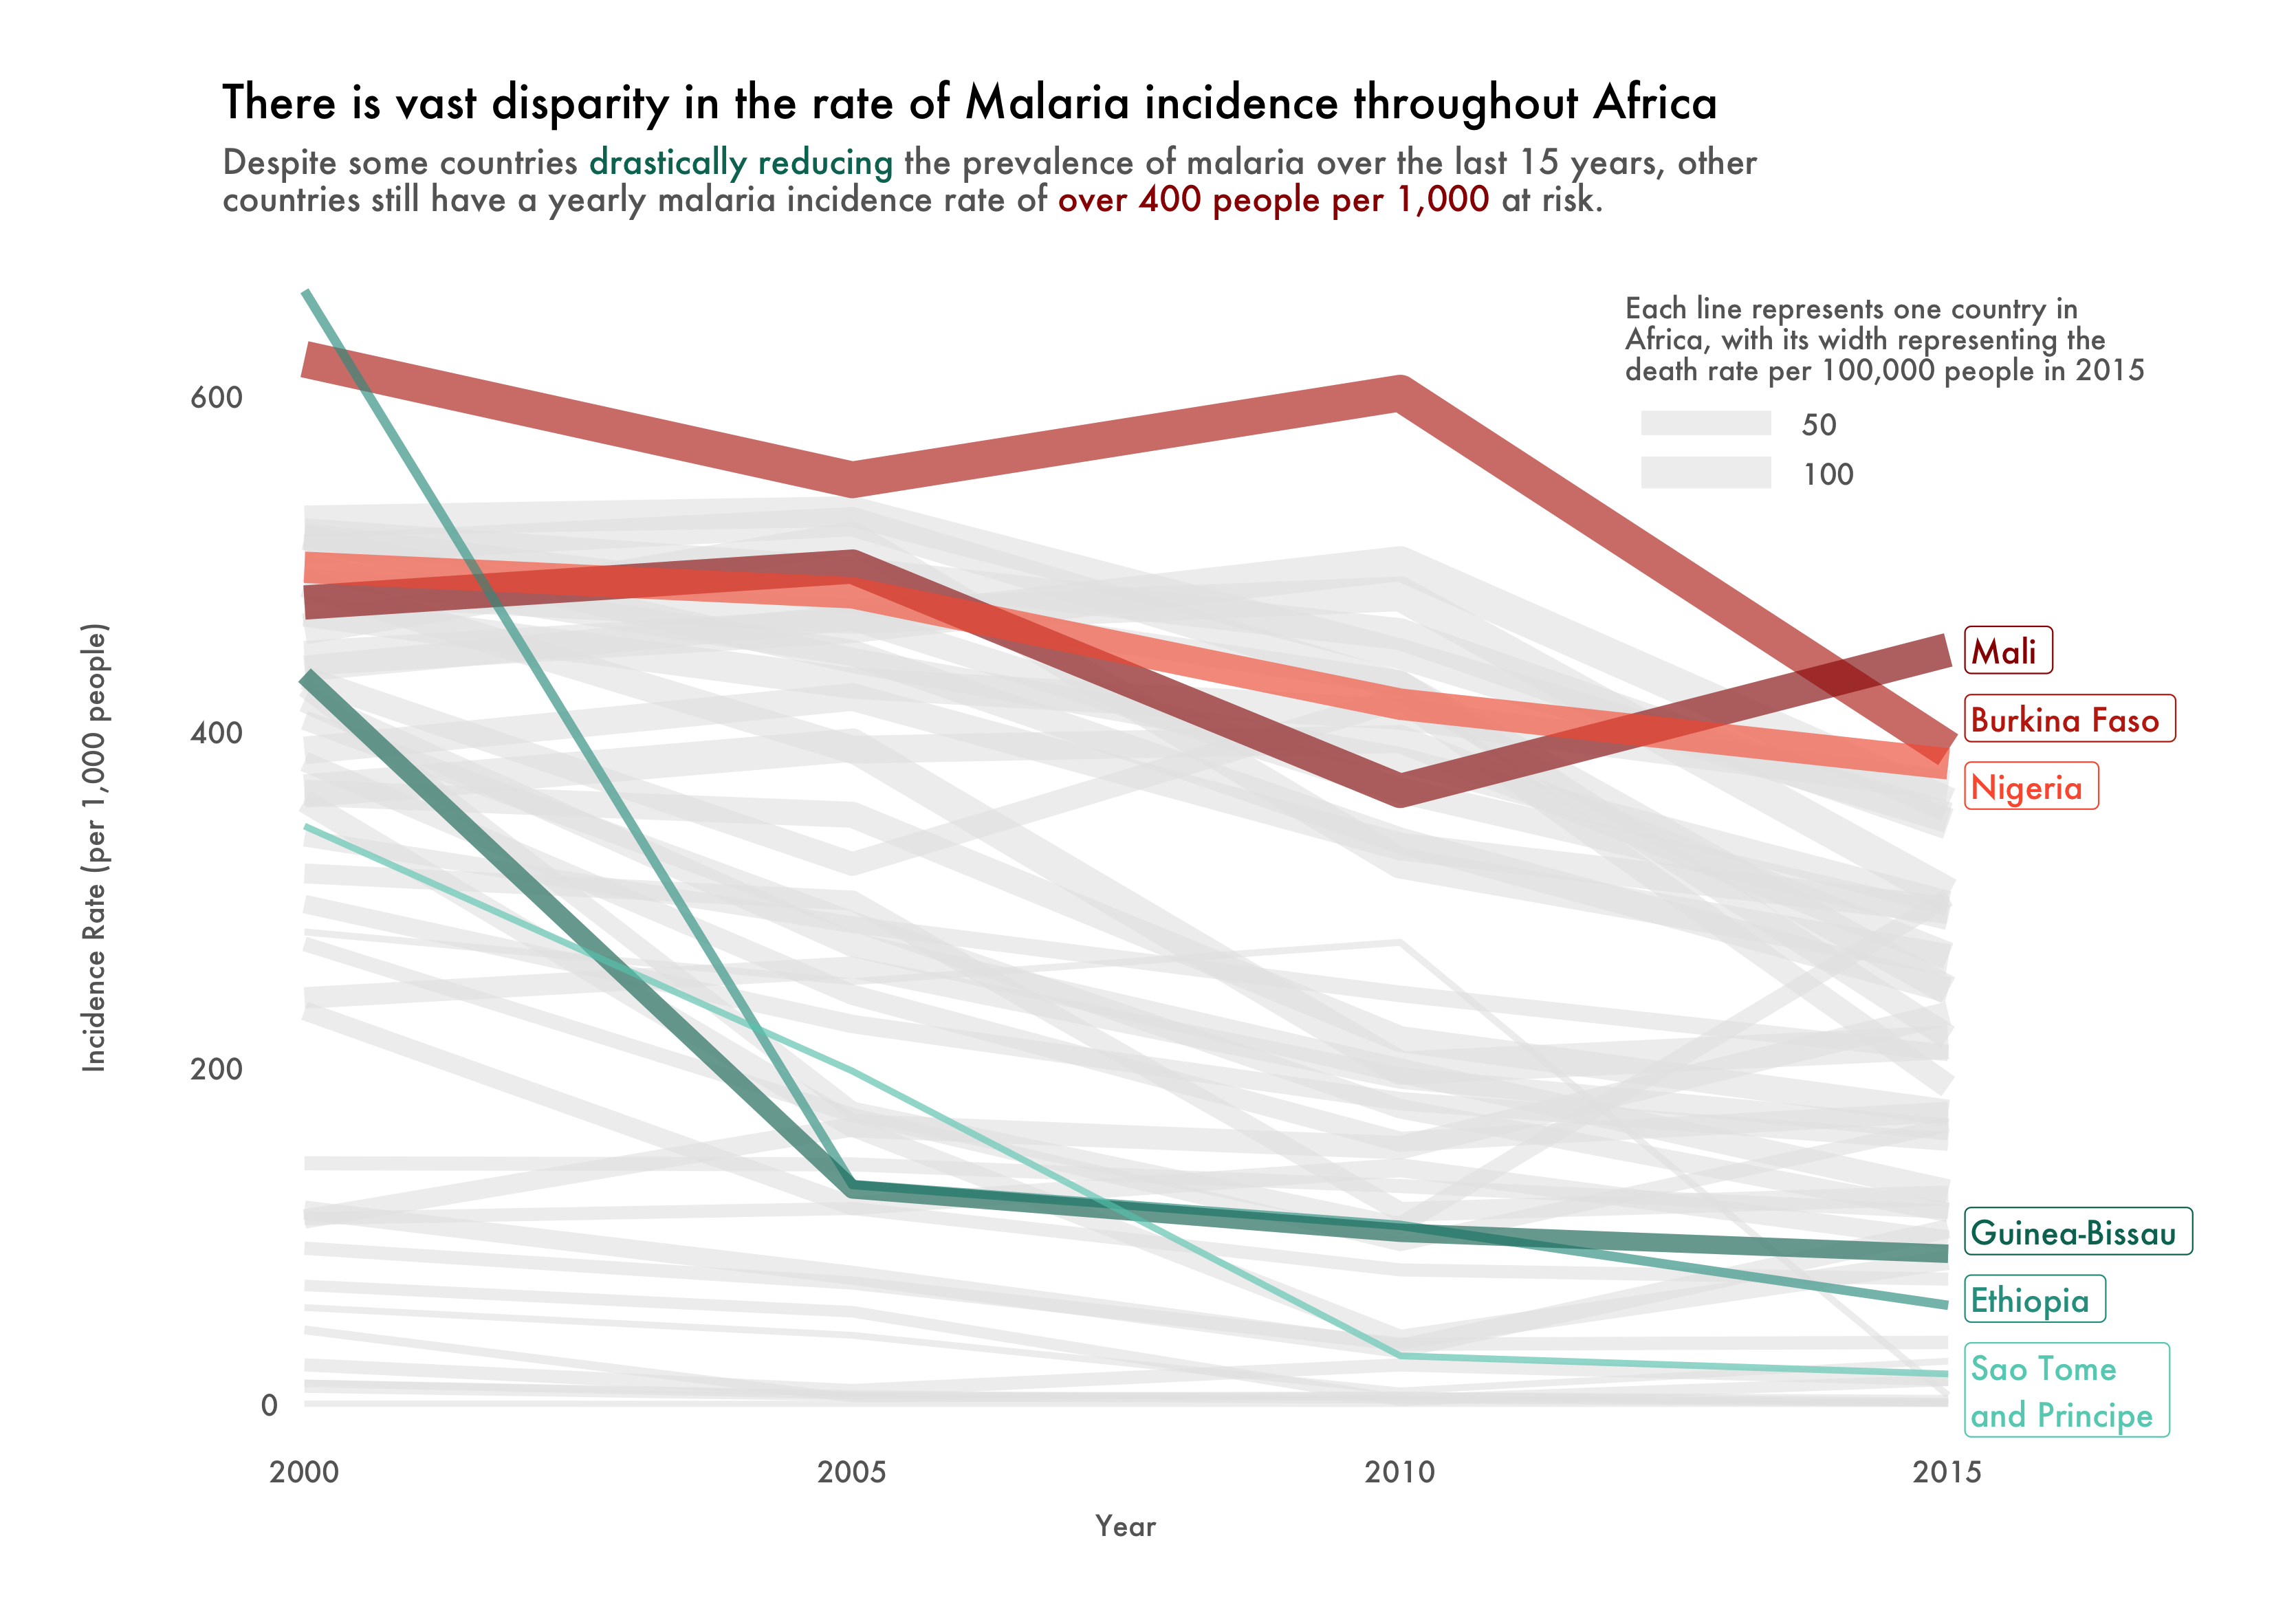 There is vast disparity in the rate of Malaria incidence throughout Africa
Despite some countries drastically reducing the prevalence of malaria over the last 15 years, other
countries still have a yearly malaria incidence rate of over 400 people per 1,000 at risk.
Each line represents one country in
Africa, with its width representing the
death rate per 100,000 people in 2015
50
100
Incidence Rate (per 1,000 people)
600
400
200
0
Mali
Burkina Faso
Nigeria
Guinea-Bissau
Ethiopia
Sao Tome
and Principe
2000
2005
2010
2015
Year